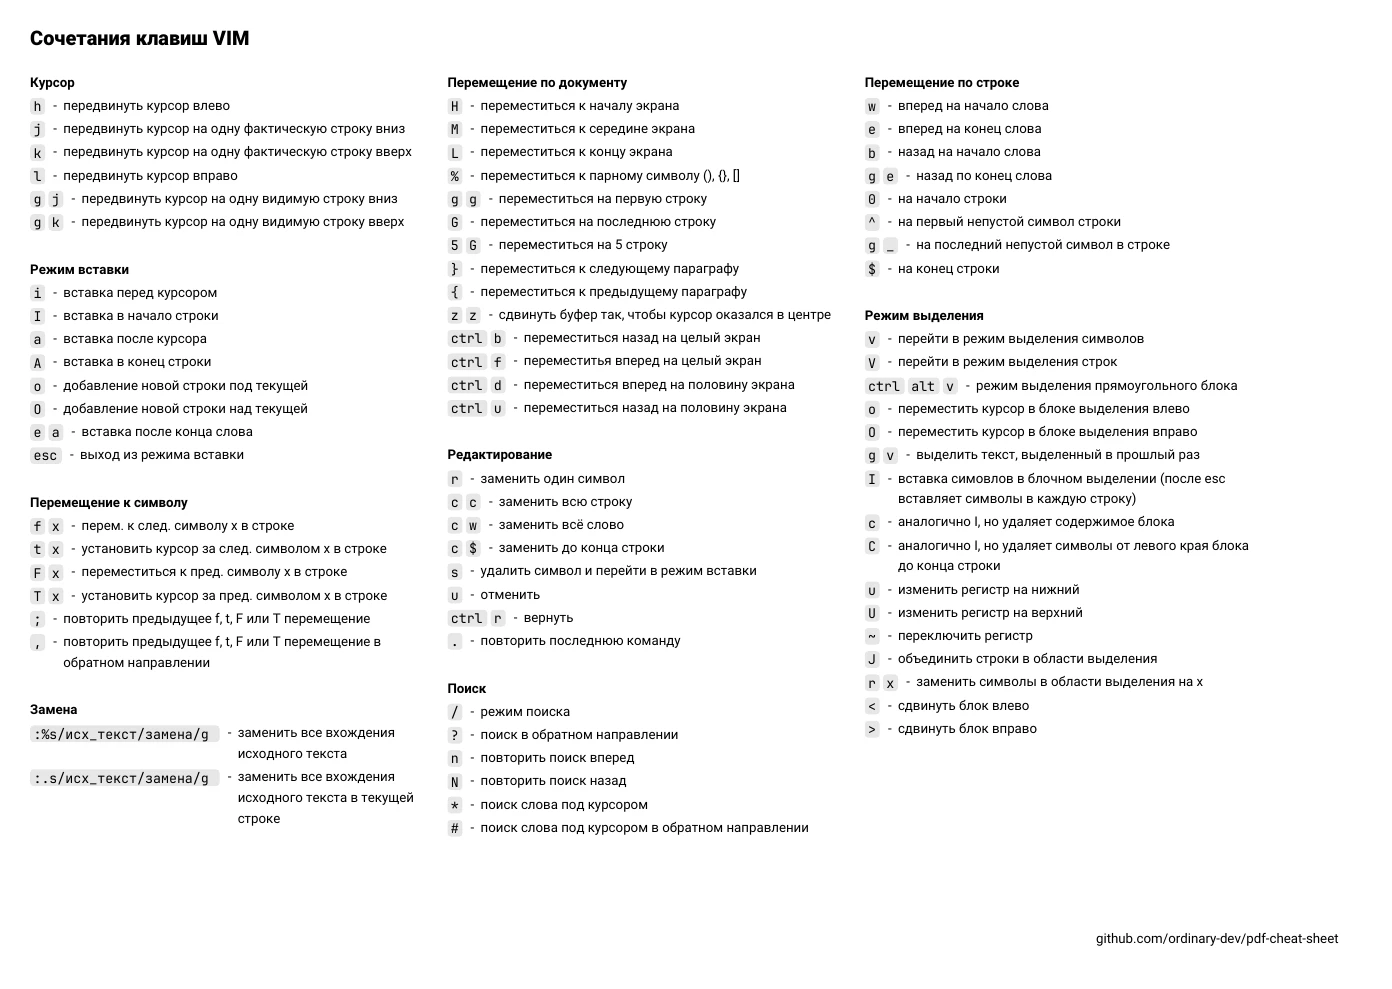 Сочетания клавиш VIM
Курсор
h - передвинуть курсор влево
j - передвинуть курсор на одну фактическую строку вниз
k - передвинуть курсор на одну фактическую строку вверх
l - передвинуть курсор вправо
g j - передвинуть курсор на одну видимую строку вниз
g k - передвинуть курсор на одну видимую строку вверх
Режим вставки
i - вставка перед курсором
I - вставка в начало строки
a - вставка после курсора
A - вставка в конец строки
o - добавление новой строки под текущей
O - добавление новой строки над текущей
e a - вставка после конца слова
esc - выход из режима вставки
Перемещение к символу
f x - перем. к след. символу x в строке
t x - установить курсор за след. символом x в строке
F x - переместиться к пред. символу x в строке
T x - установить курсор за пред. символом x в строке
; - повторить предыдущее f, t, F или T перемещение
, - повторить предыдущее f, t, F или T перемещение в
обратном направлении
Замена
:%s/исх_текст/замена/g - заменить все вхождения
исходного текста
:.s/исх_текст/замена/g - заменить все вхождения
исходного текста в текущей
строке
Перемещение по документу
H - переместиться к началу экрана
M - переместиться к середине экрана
L - переместиться к концу экрана
% - переместиться к парному символу (), {}, []
g g - переместиться на первую строку
G - переместиться на последнюю строку
5 G - переместиться на 5 строку
} - переместиться к следующему параграфу
{ - переместиться к предыдущему параграфу
z z - сдвинуть буфер так, чтобы курсор оказался в центре
ctrl b - переместиться назад на целый экран
ctrl f - переместитья вперед на целый экран
ctrl d - переместиться вперед на половину экрана
ctrl u - переместиться назад на половину экрана
Редактирование
r - заменить один символ
c c - заменить всю строку
c w - заменить всё слово
c $ - заменить до конца строки
s - удалить символ и перейти в режим вставки
u - отменить
ctrl r - вернуть
. - повторить последнюю команду
Поиск
/ - режим поиска
? - поиск в обратном направлении
n - повторить поиск вперед
N - повторить поиск назад
* - поиск слова под курсором
# - поиск слова под курсором в обратном направлении
Перемещение по строке
w - вперед на начало слова
e - вперед на конец слова
b - назад на начало слова
g e - назад по конец слова
0 - на начало строки
^ - на первый непустой символ строки
g _ - на последний непустой символ в строке
$ - на конец строки
Режим выделения
v - перейти в режим выделения символов
V - перейти в режим выделения строк
ctrl alt v - режим выделения прямоугольного блока
o - переместить курсор в блоке выделения влево
O - переместить курсор в блоке выделения вправо
g v - выделить текст, выделенный в прошлый раз
I - вставка симовлов в блочном выделении (после esc
вставляет символы в каждую строку)
c - аналогично I, но удаляет содержимое блока
C - аналогично I, но удаляет символы от левого края блока
до конца строки
u - изменить регистр на нижний
U - изменить регистр на верхний
~ - переключить регистр
J - объединить строки в области выделения
r x - заменить символы в области выделения на x
< - сдвинуть блок влево
> - сдвинуть блок вправо
github.com/ordinary-dev/pdf-cheat-sheet